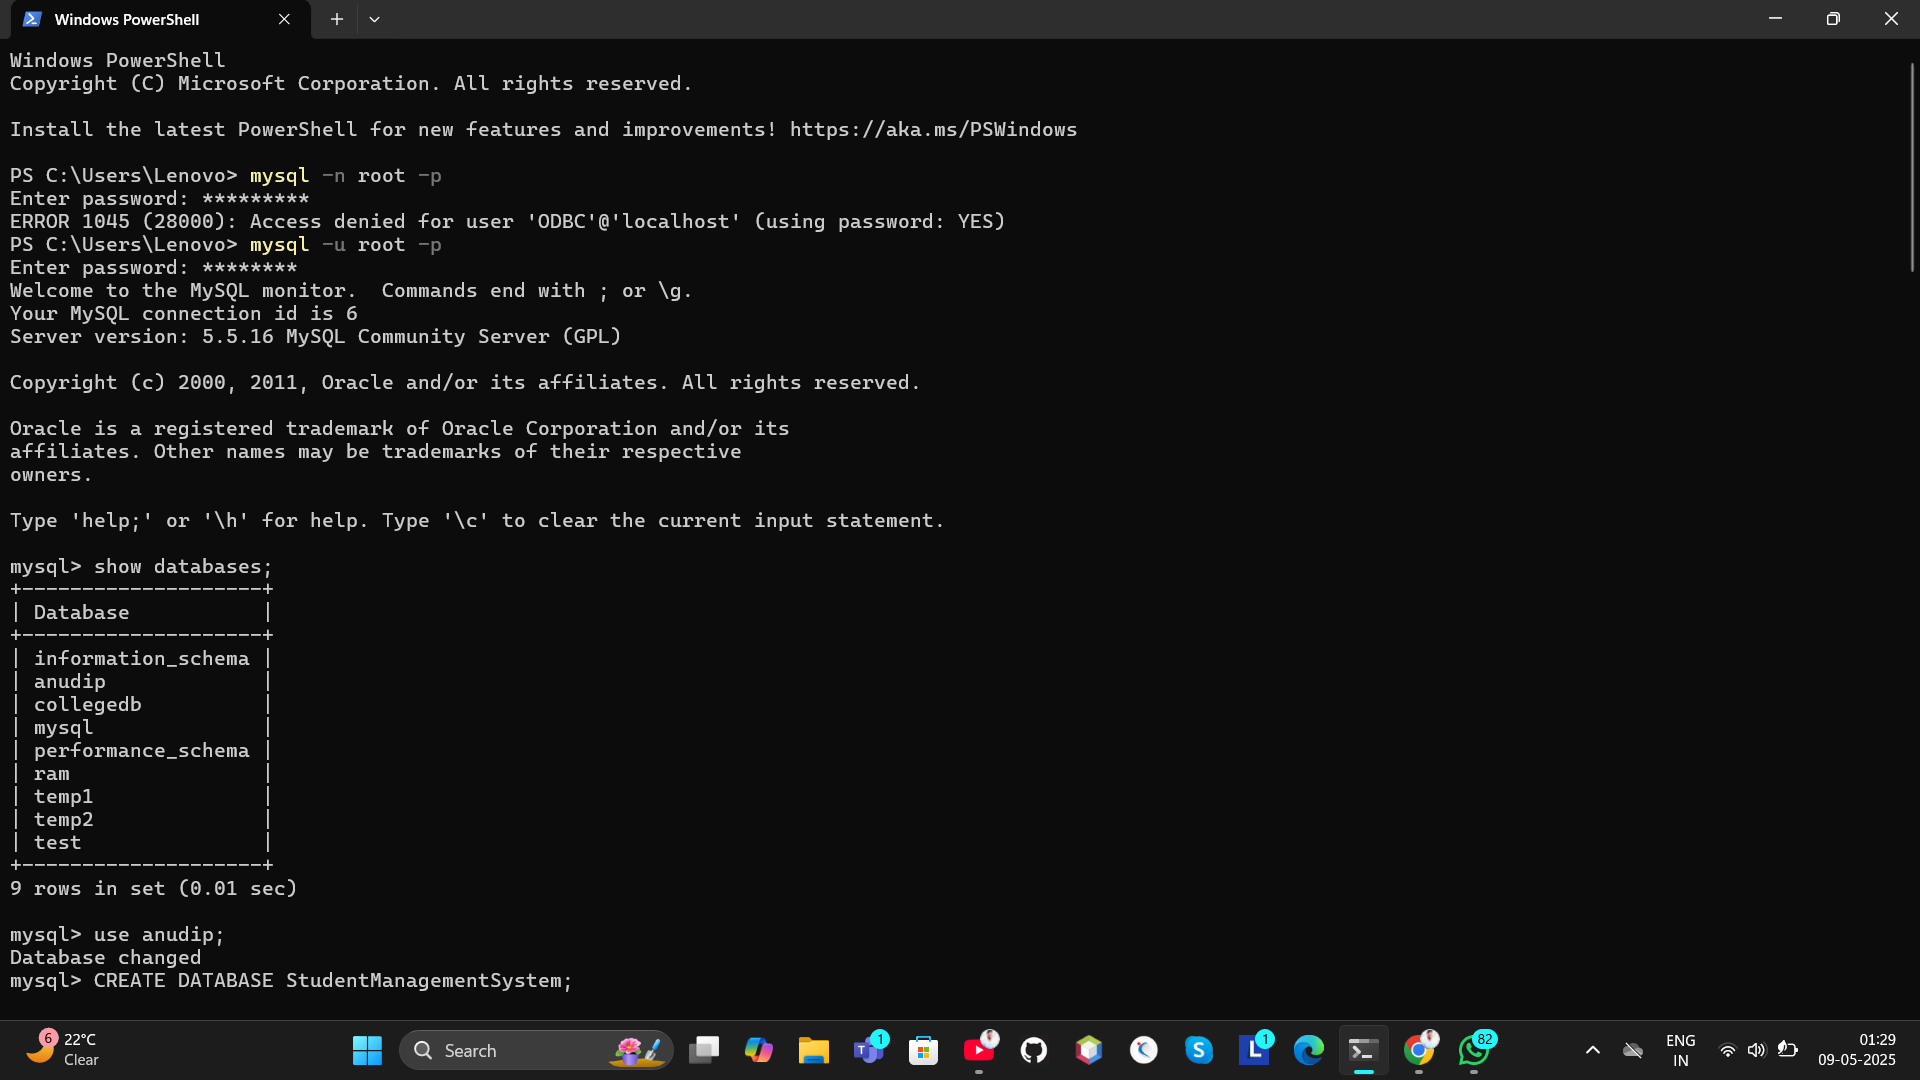 Windows PowerShell
Windows PowerShell
Copyright (C) Microsoft Corporation. All rights reserved.
Install the latest PowerShell for new features and improvements! https://aka.ms/PSWindows
PS C:\Users\Lenovo> mysql -n root -p
Enter password: *********
ERROR 1045 (28000): Access denied for user 'ODBC'@'localhost' (using password: YES)
PS C:\Users\Lenovo> mysql -u root -p
Enter password: ********
Welcome to the MySQL monitor.  Commands end with ; or \g.
Your MySQL connection id is 6
Server version: 5.5.16 MySQL Community Server (GPL)
Copyright (c) 2000, 2011, Oracle and/or its affiliates. All rights reserved.
Oracle is a registered trademark of Oracle Corporation and/or its
affiliates. Other names may be trademarks of their respective
owners.
Type 'help;' or '\h' for help. Type '\c' to clear the current input statement.
mysql> show databases;
+--------------------+
| Database           |
+--------------------+
| information_schema |
| anudip             |
| collegedb          |
| mysql              |
| performance_schema |
| ram                |
| temp1              |
| temp2              |
| test               |
+--------------------+
9 rows in set (0.01 sec)
mysql> use anudip;
Database changed
mysql> CREATE DATABASE StudentManagementSystem;
6
22°C
Clear
Search
T
1
S
L
1
82
ENG
IN
01:29
09-05-2025